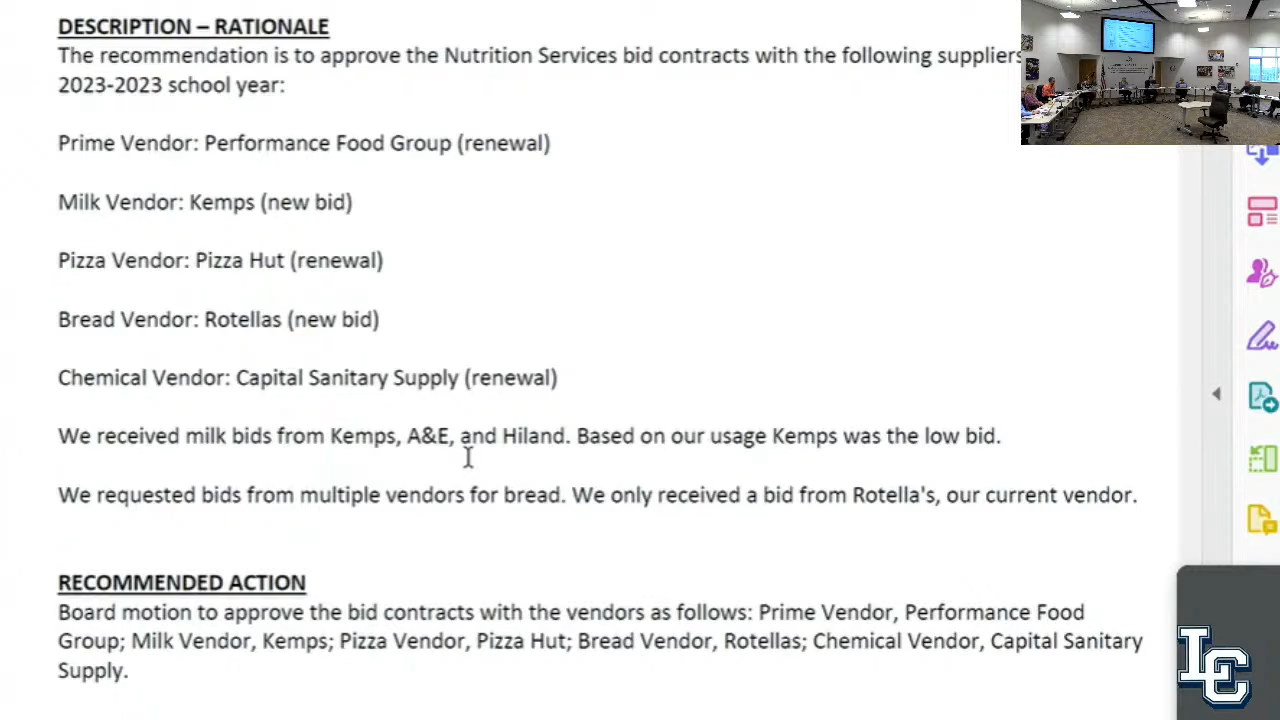 DESCRIPTION – RATIONALE
The recommendation is to approve the Nutrition Services bid contracts with the following suppliers
2023-2023 school year:
Prime Vendor: Performance Food Group (renewal)
Milk Vendor: Kemps (new bid)
Pizza Vendor: Pizza Hut (renewal)
Bread Vendor: Rotellas (new bid)
Chemical Vendor: Capital Sanitary Supply (renewal)
We received milk bids from Kemps, A&E, and Hiland. Based on our usage Kemps was the low bid.
We requested bids from multiple vendors for bread. We only received a bid from Rotella's, our current vendor.
RECOMMENDED ACTION
Board motion to approve the bid contracts with the vendors as follows: Prime Vendor, Performance Food
Group; Milk Vendor, Kemps; Pizza Vendor, Pizza Hut; Bread Vendor, Rotellas; Chemical Vendor, Capital Sanitary
Supply.
LC